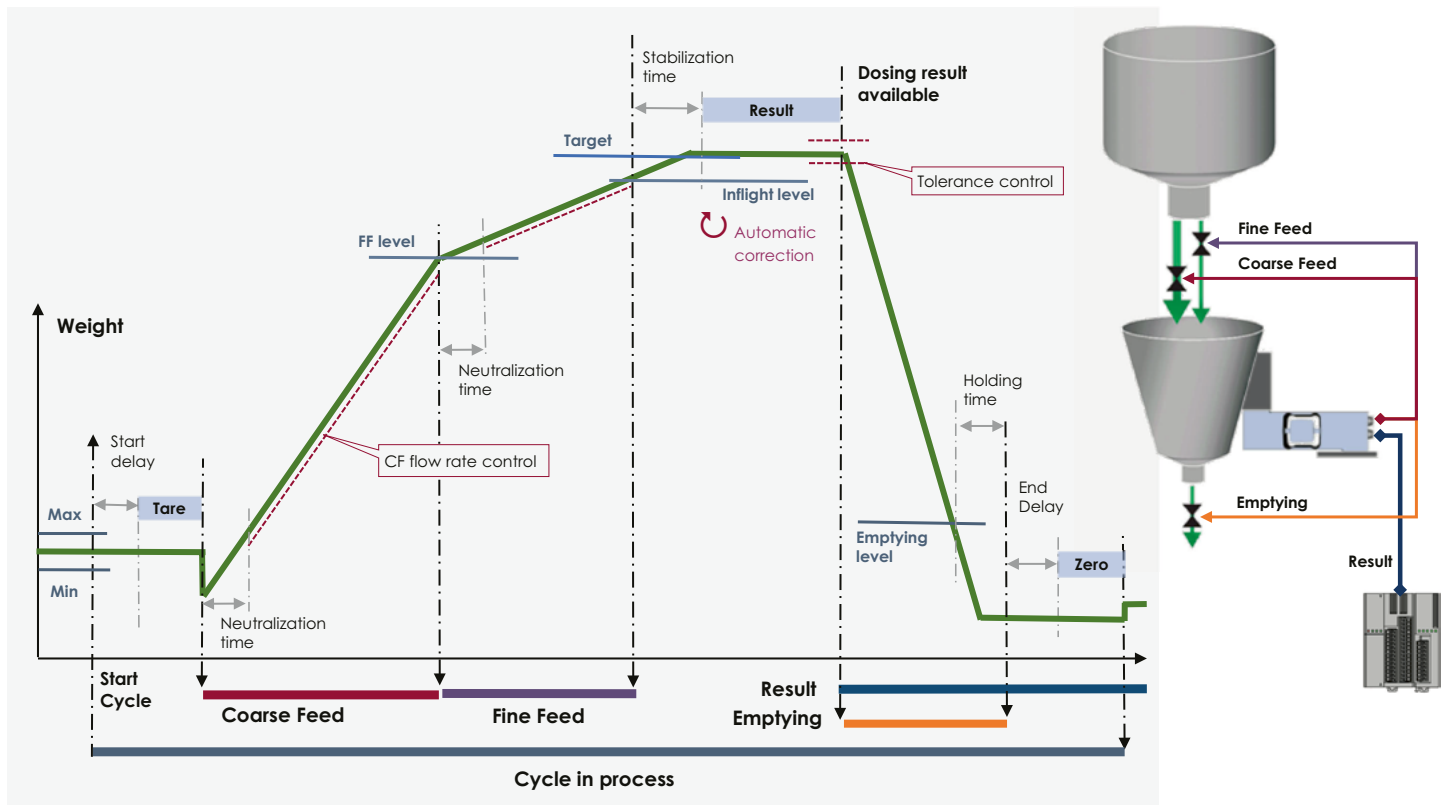 Stabilization
time
Dosing result
available
Result
Target
Tolerance control
Inflight level
FF level
Automatic
correction
Weight
Neutralization
time
Holding
time
Start
delay
CF flow rate control
Max
Tare
End
Delay
Emptying
level
Min
Zero
Neutralization
time
Start
Cycle
Coarse Feed
Fine Feed
Result
Emptying
Cycle in process
Fine Feed
Coarse Feed
Emptying
Result